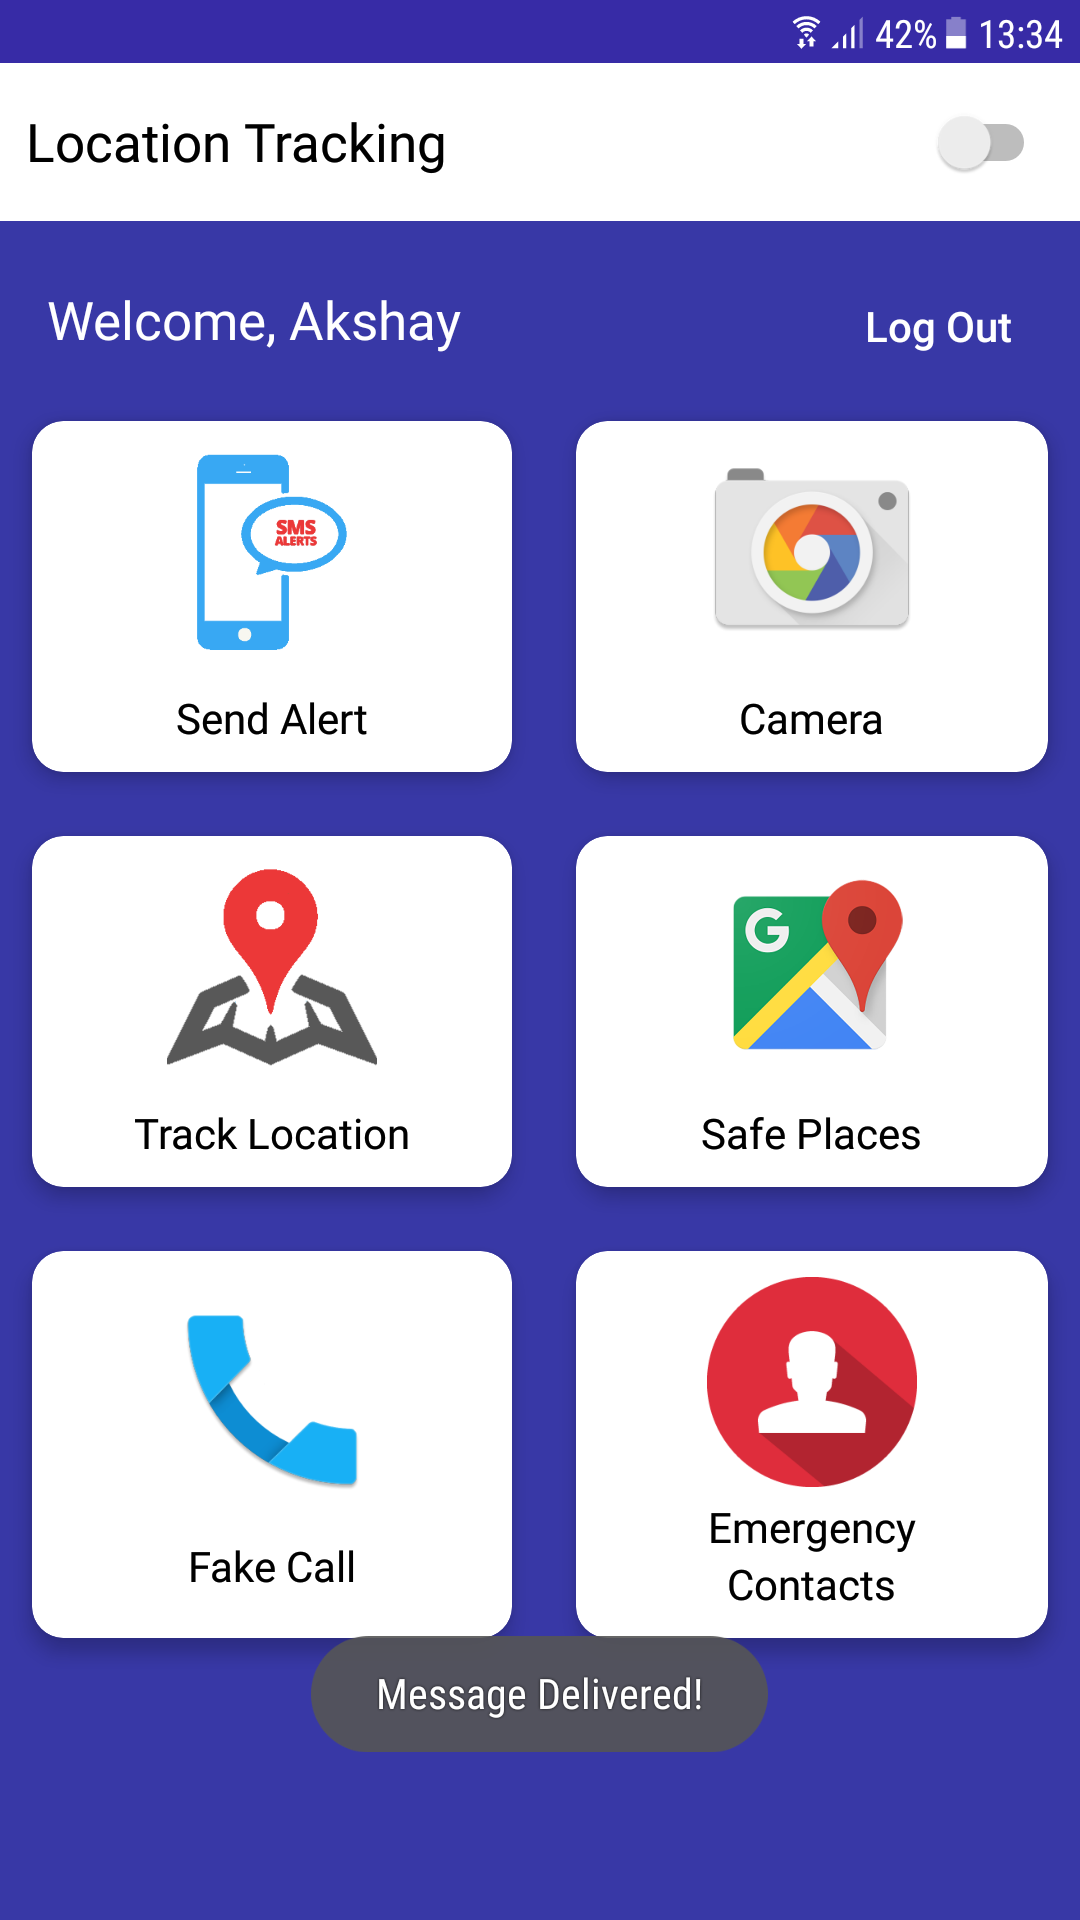 42% 13:34
Location Tracking
Welcome, Akshay
Log Out
SMS
ALERTS
Send Alert
Camera
Track Location
G
Safe Places
Fake Call
Emergency
Contacts
Message Delivered!